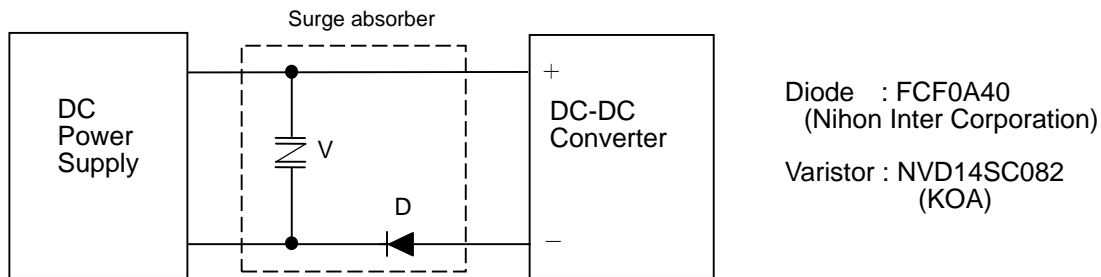 Surge absorber
DC
Power
Supply
V
D
+
−
DC-DC
Converter
Diode : FCF0A40
(Nihon Inter Corporation)
Varistor : NVD14SC082
(KOA)